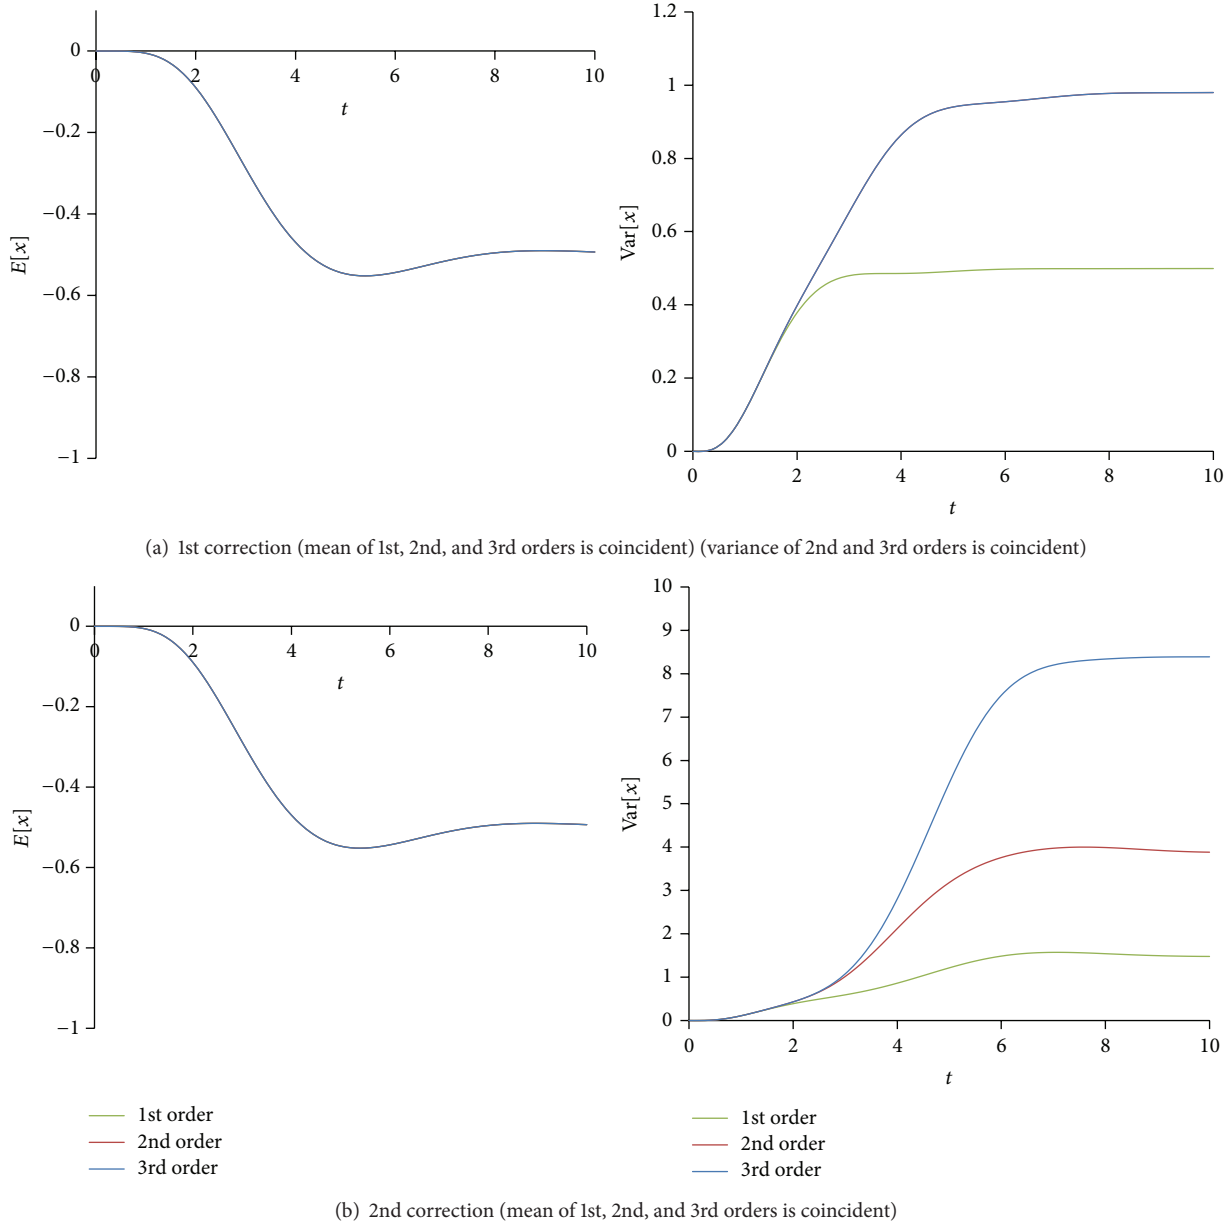 0
−0.2
−0.4
−0.6
−0.8
−1
0 2 4 6 8 10
t
E[x]
1.2
1
0.8
0.6
0.4
0.2
0
0 2 4 6 8 10
t
Var[x]
(a) 1st correction (mean of 1st, 2nd, and 3rd orders is coincident) (variance of 2nd and 3rd orders is coincident)
0
−0.2
−0.4
−0.6
−0.8
−1
0 2 4 6 8 10
t
E[x]
1st order
2nd order
3rd order
10
9
8
7
6
5
4
3
2
1
0
0 2 4 6 8 10
t
Var[x]
1st order
2nd order
3rd order
(b) 2nd correction (mean of 1st, 2nd, and 3rd orders is coincident)